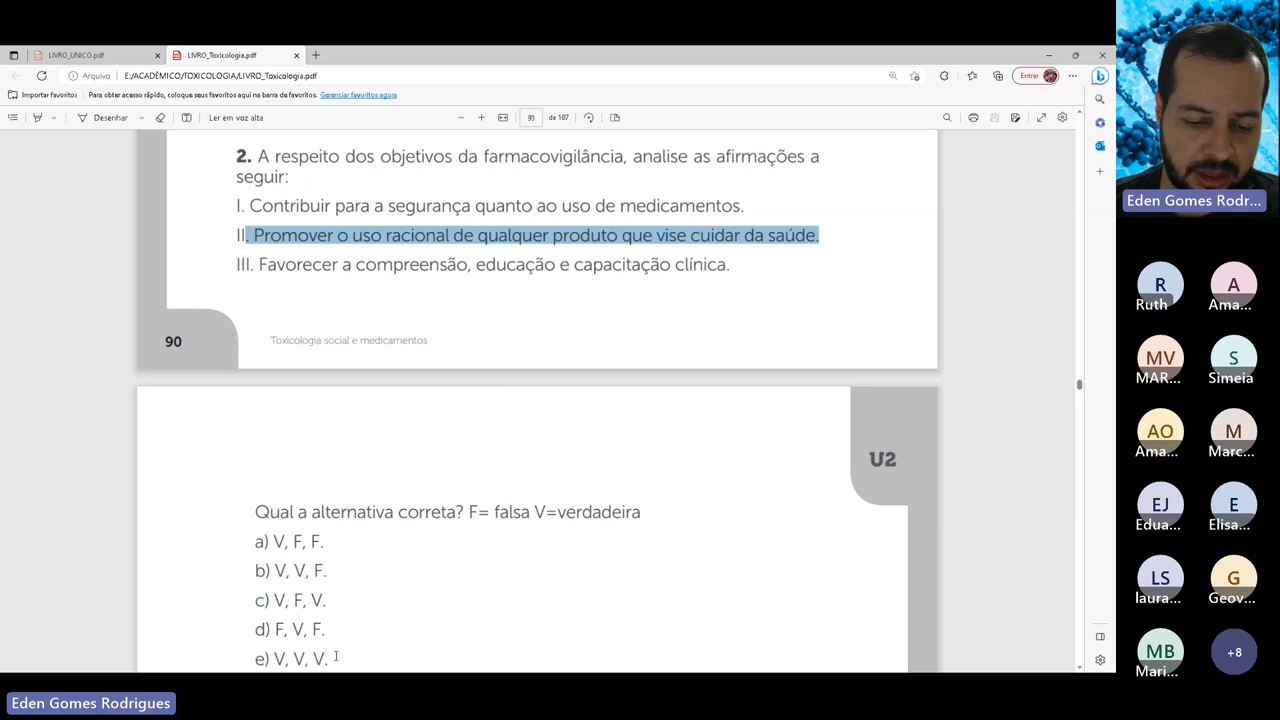 LIVRO_UNICO.pdf
LIVRO_Toxicologia.pdf
Arquivo
E:/ACADÊMICO/TOXICOLOGIA/LIVRO_Toxicologia.pdf
Entrar
Importar favoritos
Para obter acesso rápido, coloque seus favoritos aqui na barra de favoritos. Gerenciar favoritos agora
Desenhar
Ler em voz alta
93 de 187
2. A respeito dos objetivos da farmacovigilância, analise as afirmações a
seguir:
I. Contribuir para a segurança quanto ao uso de medicamentos.
II. Promover o uso racional de qualquer produto que vise cuidar da saúde.
III. Favorecer a compreensão, educação e capacitação clínica.
90
Toxicologia social e medicamentos
U2
Qual a alternativa correta? F= falsa V=verdadeira
a) V, F, F.
b) V, V, F.
c) V, F, V.
d) F, V, F.
e) V, V, V.
Eden Gomes Rodr...
R
Ruth
A
Ama...
MV
MAR...
S
Simeia
AO
Ama...
M
Marc...
EJ
Edua...
E
Elisa...
LS
laura...
G
Geov...
MB
Mari...
+8
Eden Gomes Rodrigues